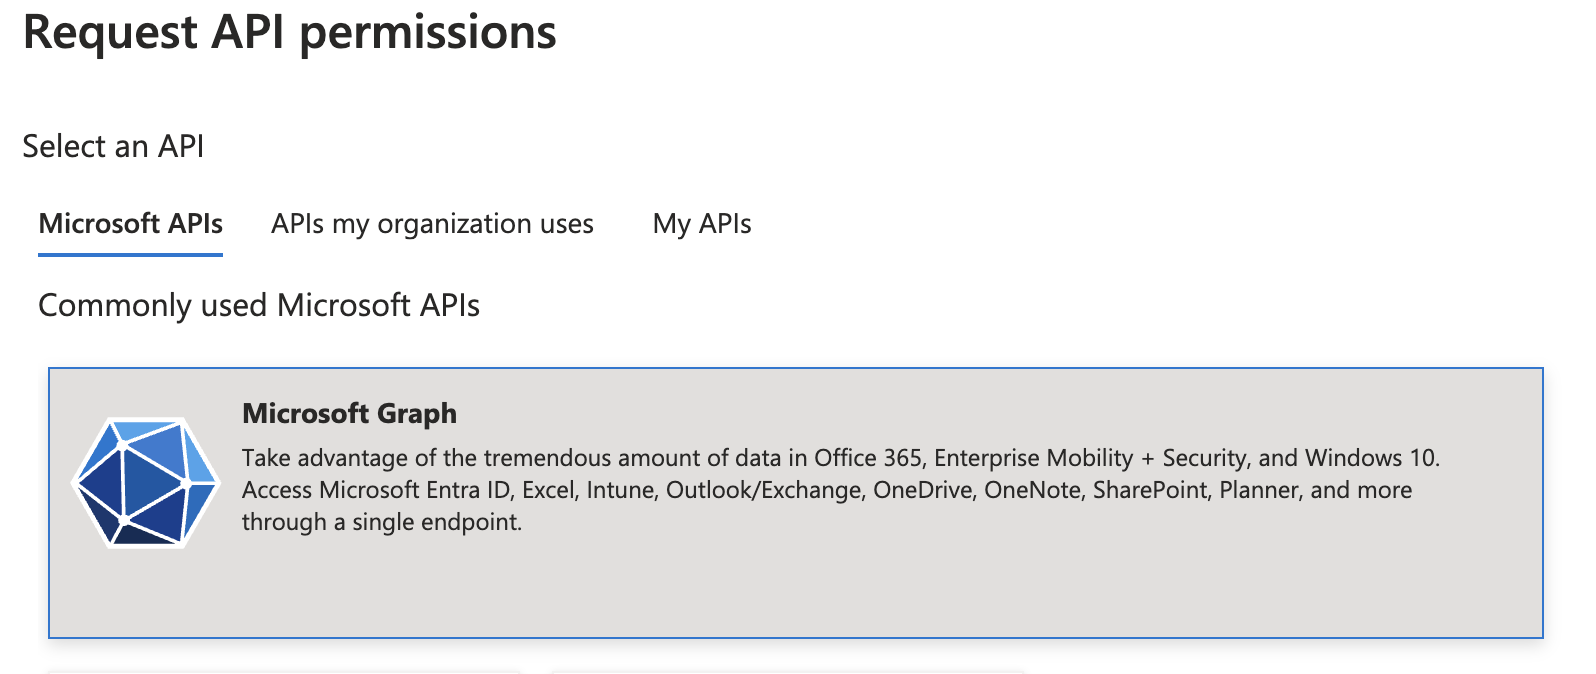 Request API permissions
Select an API
Microsoft APIs
APIs my organization uses
My APIs
Commonly used Microsoft APIs
Microsoft Graph
Take advantage of the tremendous amount of data in Office 365, Enterprise Mobility + Security, and Windows 10.
Access Microsoft Entra ID, Excel, Intune, Outlook/Exchange, OneDrive, OneNote, SharePoint, Planner, and more
through a single endpoint.